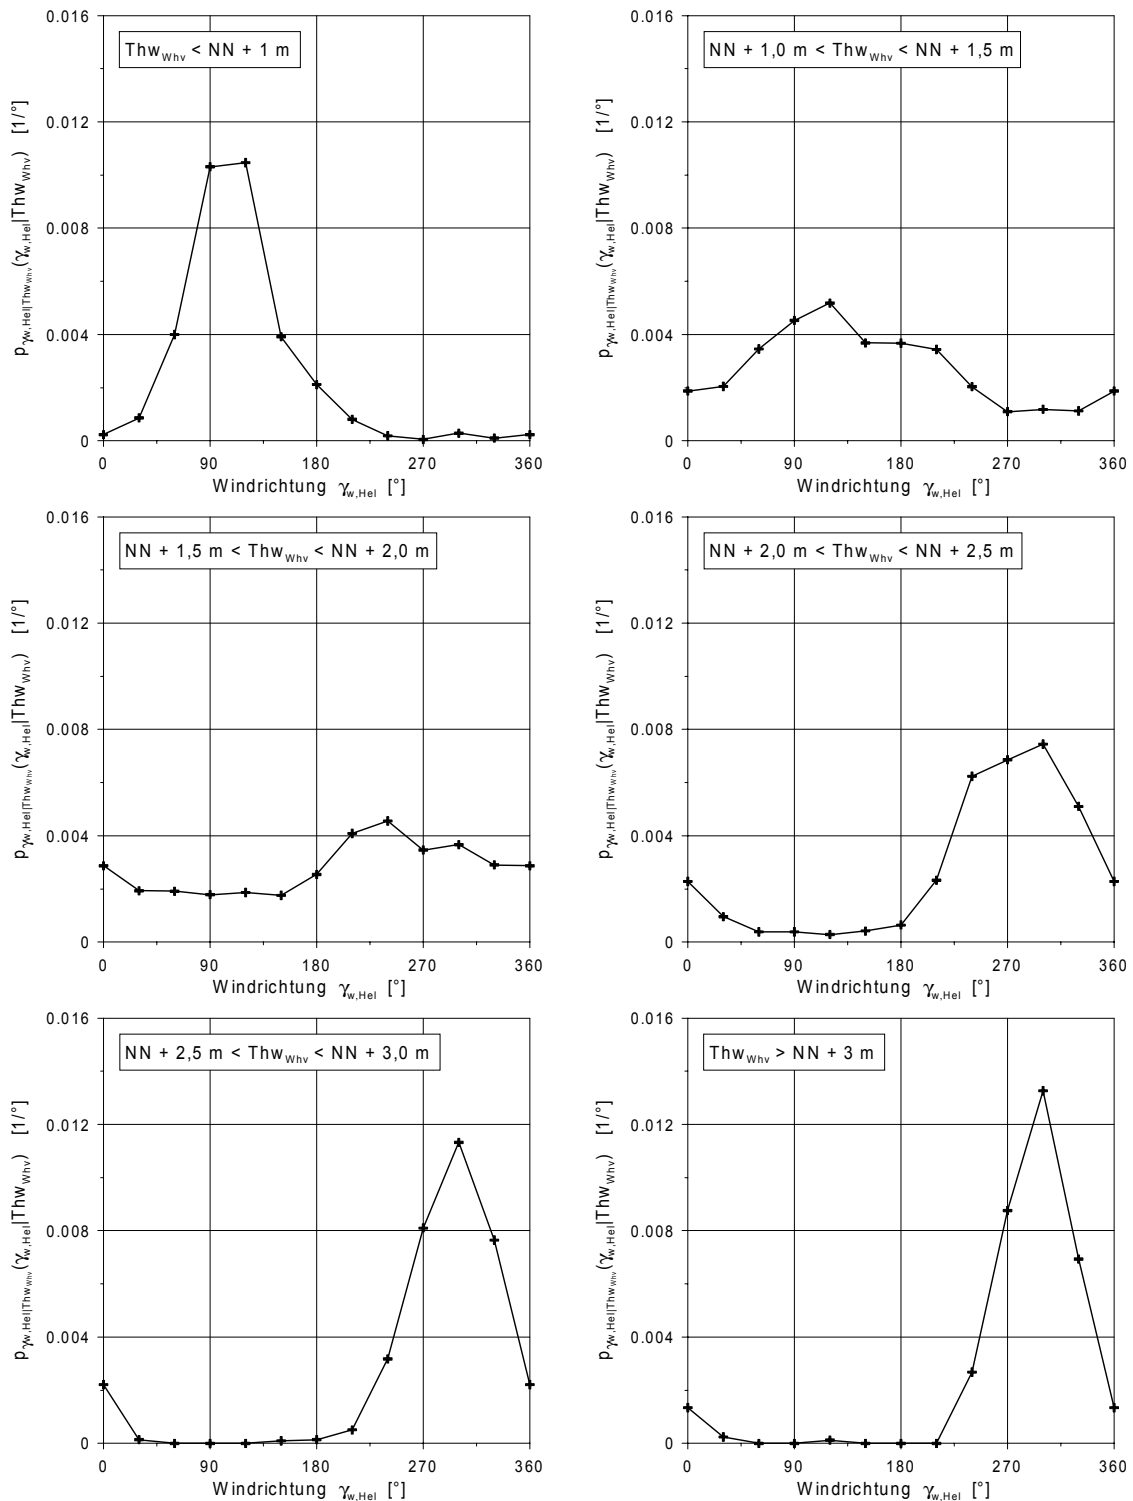 Thw_Whv < NN + 1 m
p_γw,Hel|Thw_Whv(γ_w,Hel|Thw_Whv) [1/°]
0.016
0.012
0.008
0.004
0
0 90 180 270 360
Windrichtung γ_w,Hel [°]
NN + 1,0 m < Thw_Whv < NN + 1,5 m
p_γw,Hel|Thw_Whv(γ_w,Hel|Thw_Whv) [1/°]
0.016
0.012
0.008
0.004
0
0 90 180 270 360
Windrichtung γ_w,Hel [°]
NN + 1,5 m < Thw_Whv < NN + 2,0 m
p_γw,Hel|Thw_Whv(γ_w,Hel|Thw_Whv) [1/°]
0.016
0.012
0.008
0.004
0
0 90 180 270 360
Windrichtung γ_w,Hel [°]
NN + 2,0 m < Thw_Whv < NN + 2,5 m
p_γw,Hel|Thw_Whv(γ_w,Hel|Thw_Whv) [1/°]
0.016
0.012
0.008
0.004
0
0 90 180 270 360
Windrichtung γ_w,Hel [°]
NN + 2,5 m < Thw_Whv < NN + 3,0 m
p_γw,Hel|Thw_Whv(γ_w,Hel|Thw_Whv) [1/°]
0.016
0.012
0.008
0.004
0
0 90 180 270 360
Windrichtung γ_w,Hel [°]
Thw_Whv > NN + 3 m
p_γw,Hel|Thw_Whv(γ_w,Hel|Thw_Whv) [1/°]
0.016
0.012
0.008
0.004
0
0 90 180 270 360
Windrichtung γ_w,Hel [°]